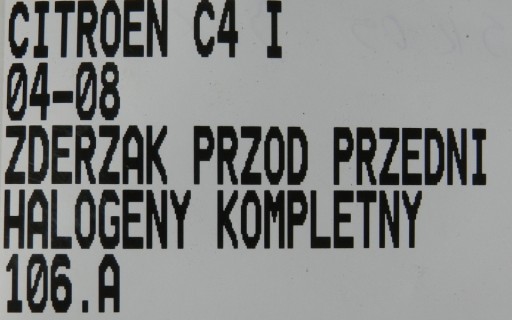 CITROEN C4 I
04-08
ZDERZAK PRZOD PRZEDNI
HALOGENY KOMPLETNY
106.A